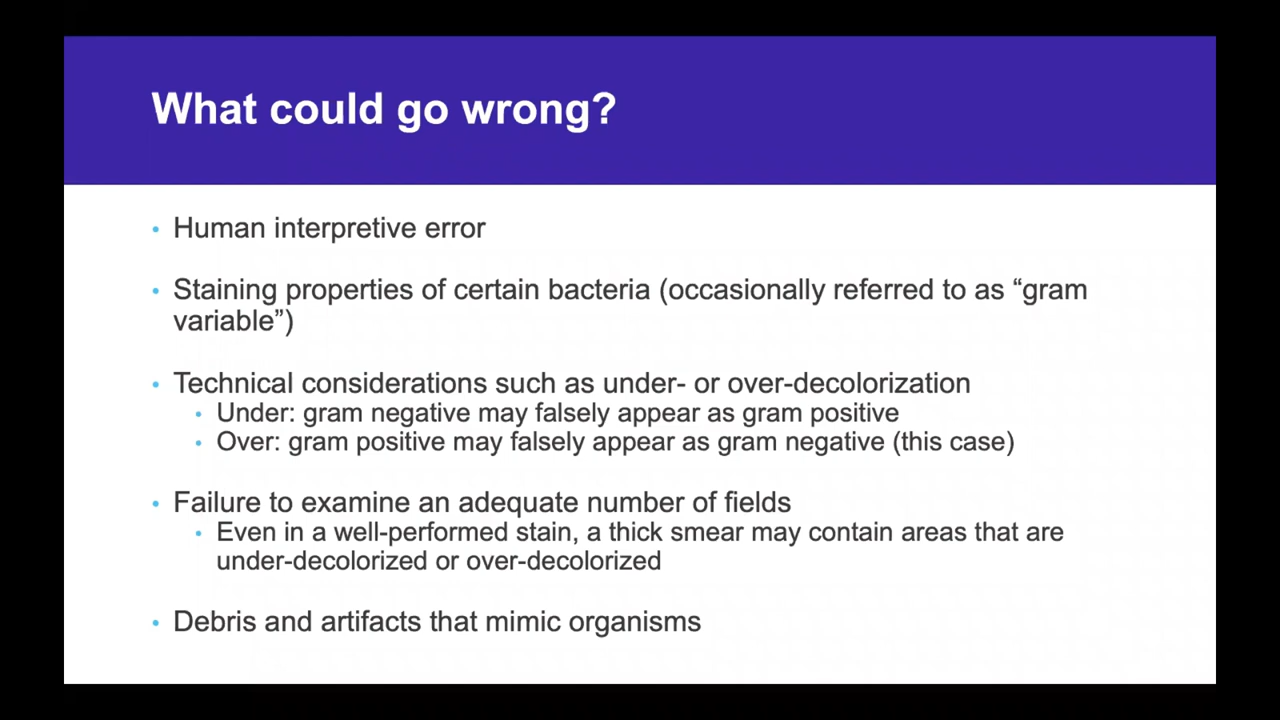 What could go wrong?
• Human interpretive error
• Staining properties of certain bacteria (occasionally referred to as “gram
variable”)
• Technical considerations such as under- or over-decolorization
• Under: gram negative may falsely appear as gram positive
• Over: gram positive may falsely appear as gram negative (this case)
• Failure to examine an adequate number of fields
• Even in a well-performed stain, a thick smear may contain areas that are
under-decolorized or over-decolorized
• Debris and artifacts that mimic organisms